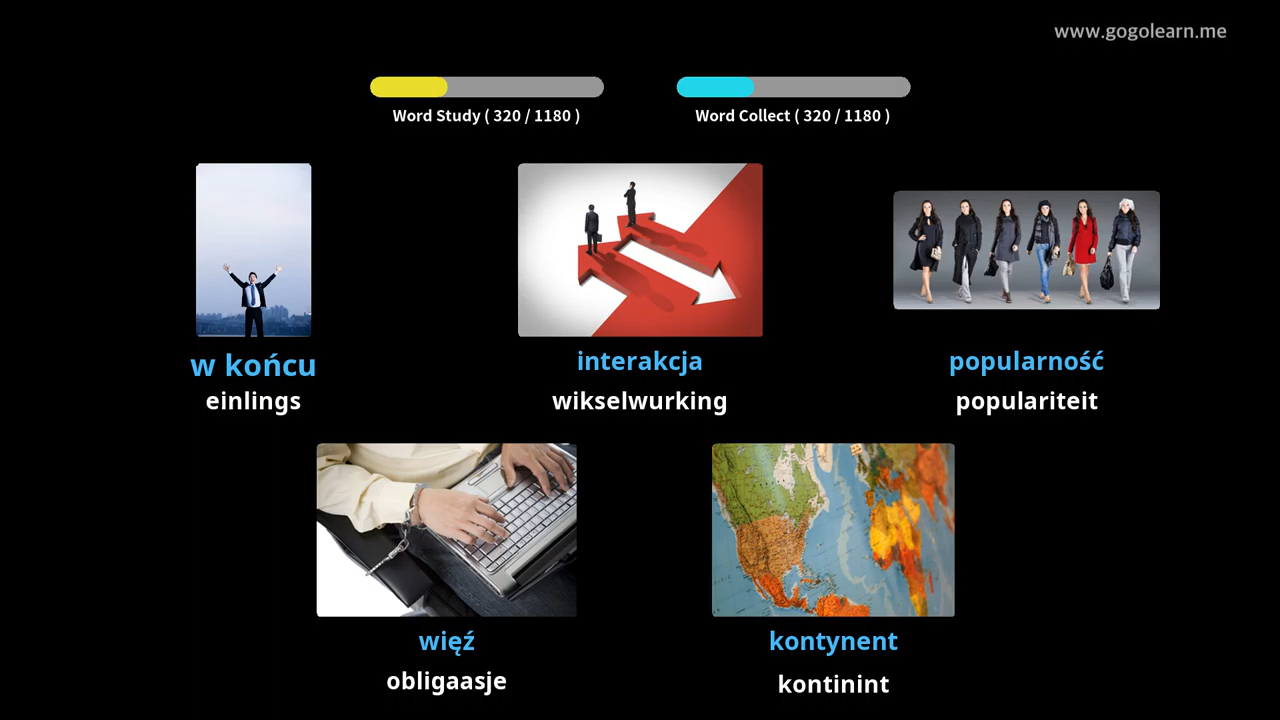 www.gogolearn.me
Word Study ( 320 / 1180 )
Word Collect ( 320 / 1180 )
w końcu
einlings
interakcja
wikselwurking
popularność
populariteit
więź
obligaasje
kontynent
kontinint